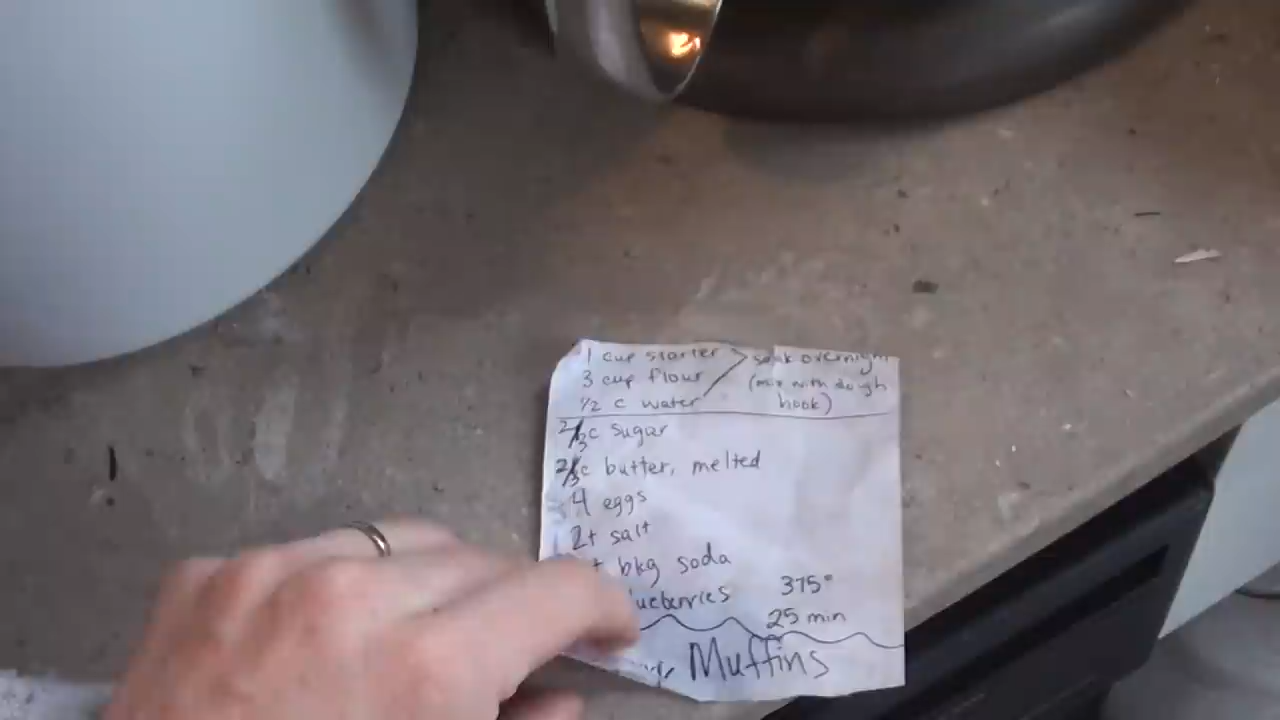 1 cup starter
3 cup flour
1/2 c water
soak overnight
(mix with dough
hook)
2/3c sugar
2/3c butter, melted
4 eggs
2t salt
t bkg soda
lueberries 375°
25 min
Muffins